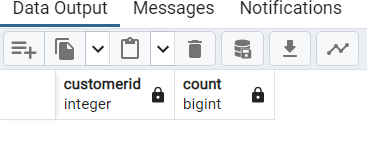 Data Output Messages Notifications
customerid count
integer bigint